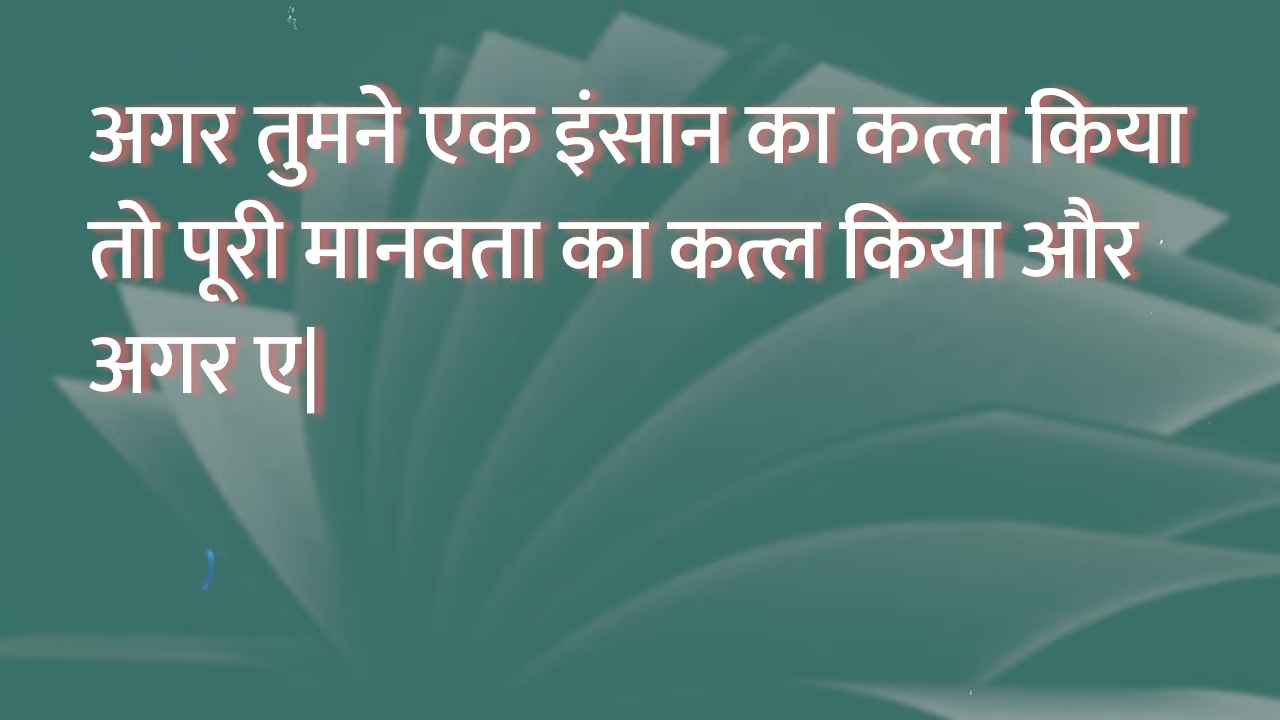 अगर तुमने एक इंसान का कत्ल किया
तो पूरी मानवता का कत्ल किया और
अगर ए|